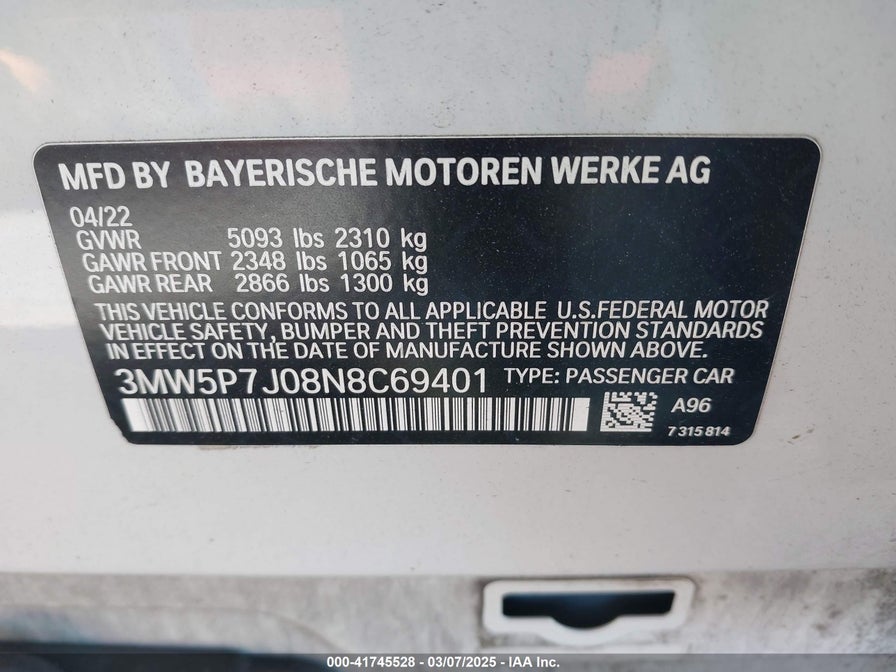 MFD BY BAYERISCHE MOTOREN WERKE AG
04/22
GVWR 5093 lbs 2310 kg
GAWR FRONT 2348 lbs 1065 kg
GAWR REAR 2866 lbs 1300 kg
THIS VEHICLE CONFORMS TO ALL APPLICABLE U.S.FEDERAL MOTOR
VEHICLE SAFETY, BUMPER AND THEFT PREVENTION STANDARDS
IN EFFECT ON THE DATE OF MANUFACTURE SHOWN ABOVE.
3MW5P7J08N8C69401 TYPE: PASSENGER CAR
A96
7 315 814
000-41745528 - 03/07/2025 - IAA Inc.